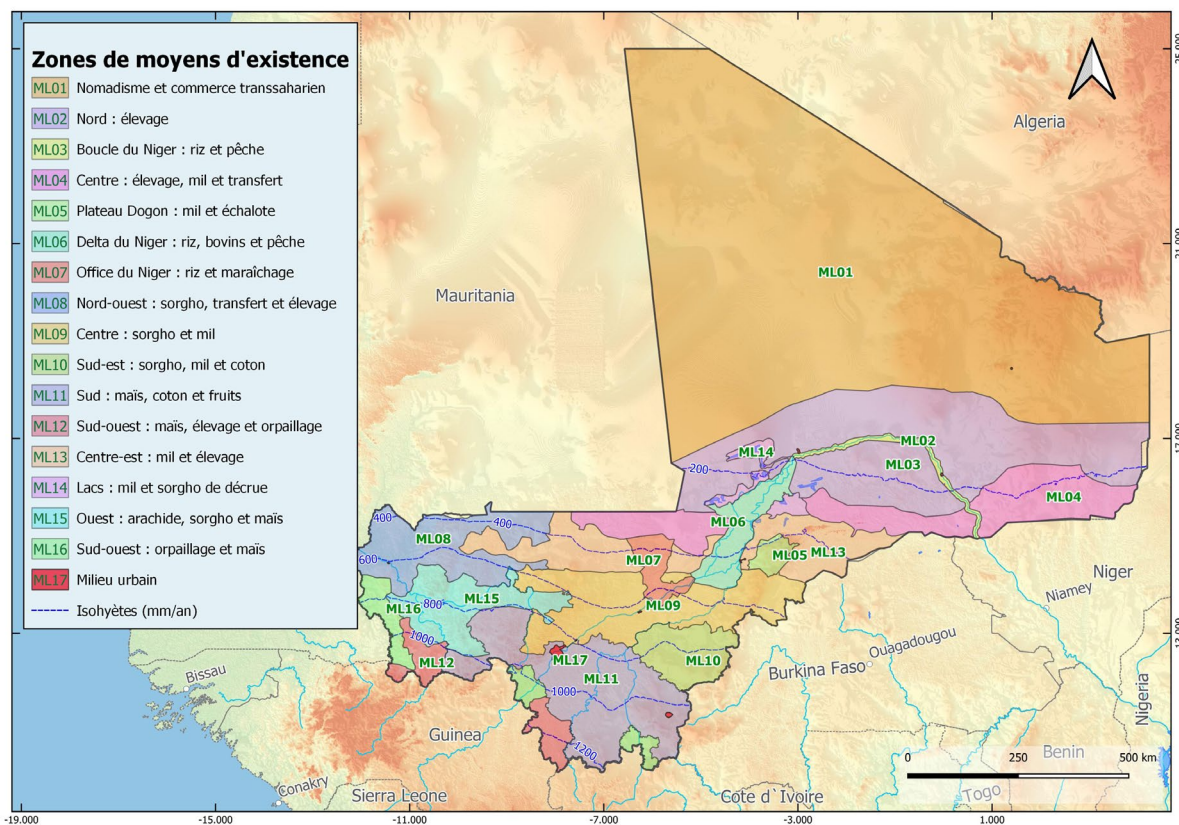 Zones de moyens d'existence
ML01 Nomadisme et commerce transsaharien
ML02 Nord : élevage
ML03 Boucle du Niger : riz et pêche
ML04 Centre : élevage, mil et transfert
ML05 Plateau Dogon : mil et échalote
ML06 Delta du Niger : riz, bovins et pêche
ML07 Office du Niger : riz et maraîchage
ML08 Nord-ouest : sorgho, transfert et élevage
ML09 Centre : sorgho et mil
ML10 Sud-est : sorgho, mil et coton
ML11 Sud : maïs, coton et fruits
ML12 Sud-ouest : maïs, élevage et orpaillage
ML13 Centre-est : mil et élevage
ML14 Lacs : mil et sorgho de décrue
ML15 Ouest : arachide, sorgho et maïs
ML16 Sud-ouest : orpaillage et maïs
ML17 Milieu urbain
Isohyètes (mm/an)
Algeria
Mauritania
ML01
ML02
ML14
ML03
200
ML04
400
400
ML06
ML08
ML05
ML13
600
ML07
Niger
Niamey
ML15
800
ML16
ML09
1000
Ouagadougou
ML12
ML17
ML10
Burkina Faso
Bissau
ML11
1000
Nigeria
Guinea
1200
Benin
Conakry
Sierra Leone
Cote d`Ivoire
Togo
0 250 500 km
-19.000 -15.000 -11.000 -7.000 -3.000 1.000
21.000
17.000
13.000